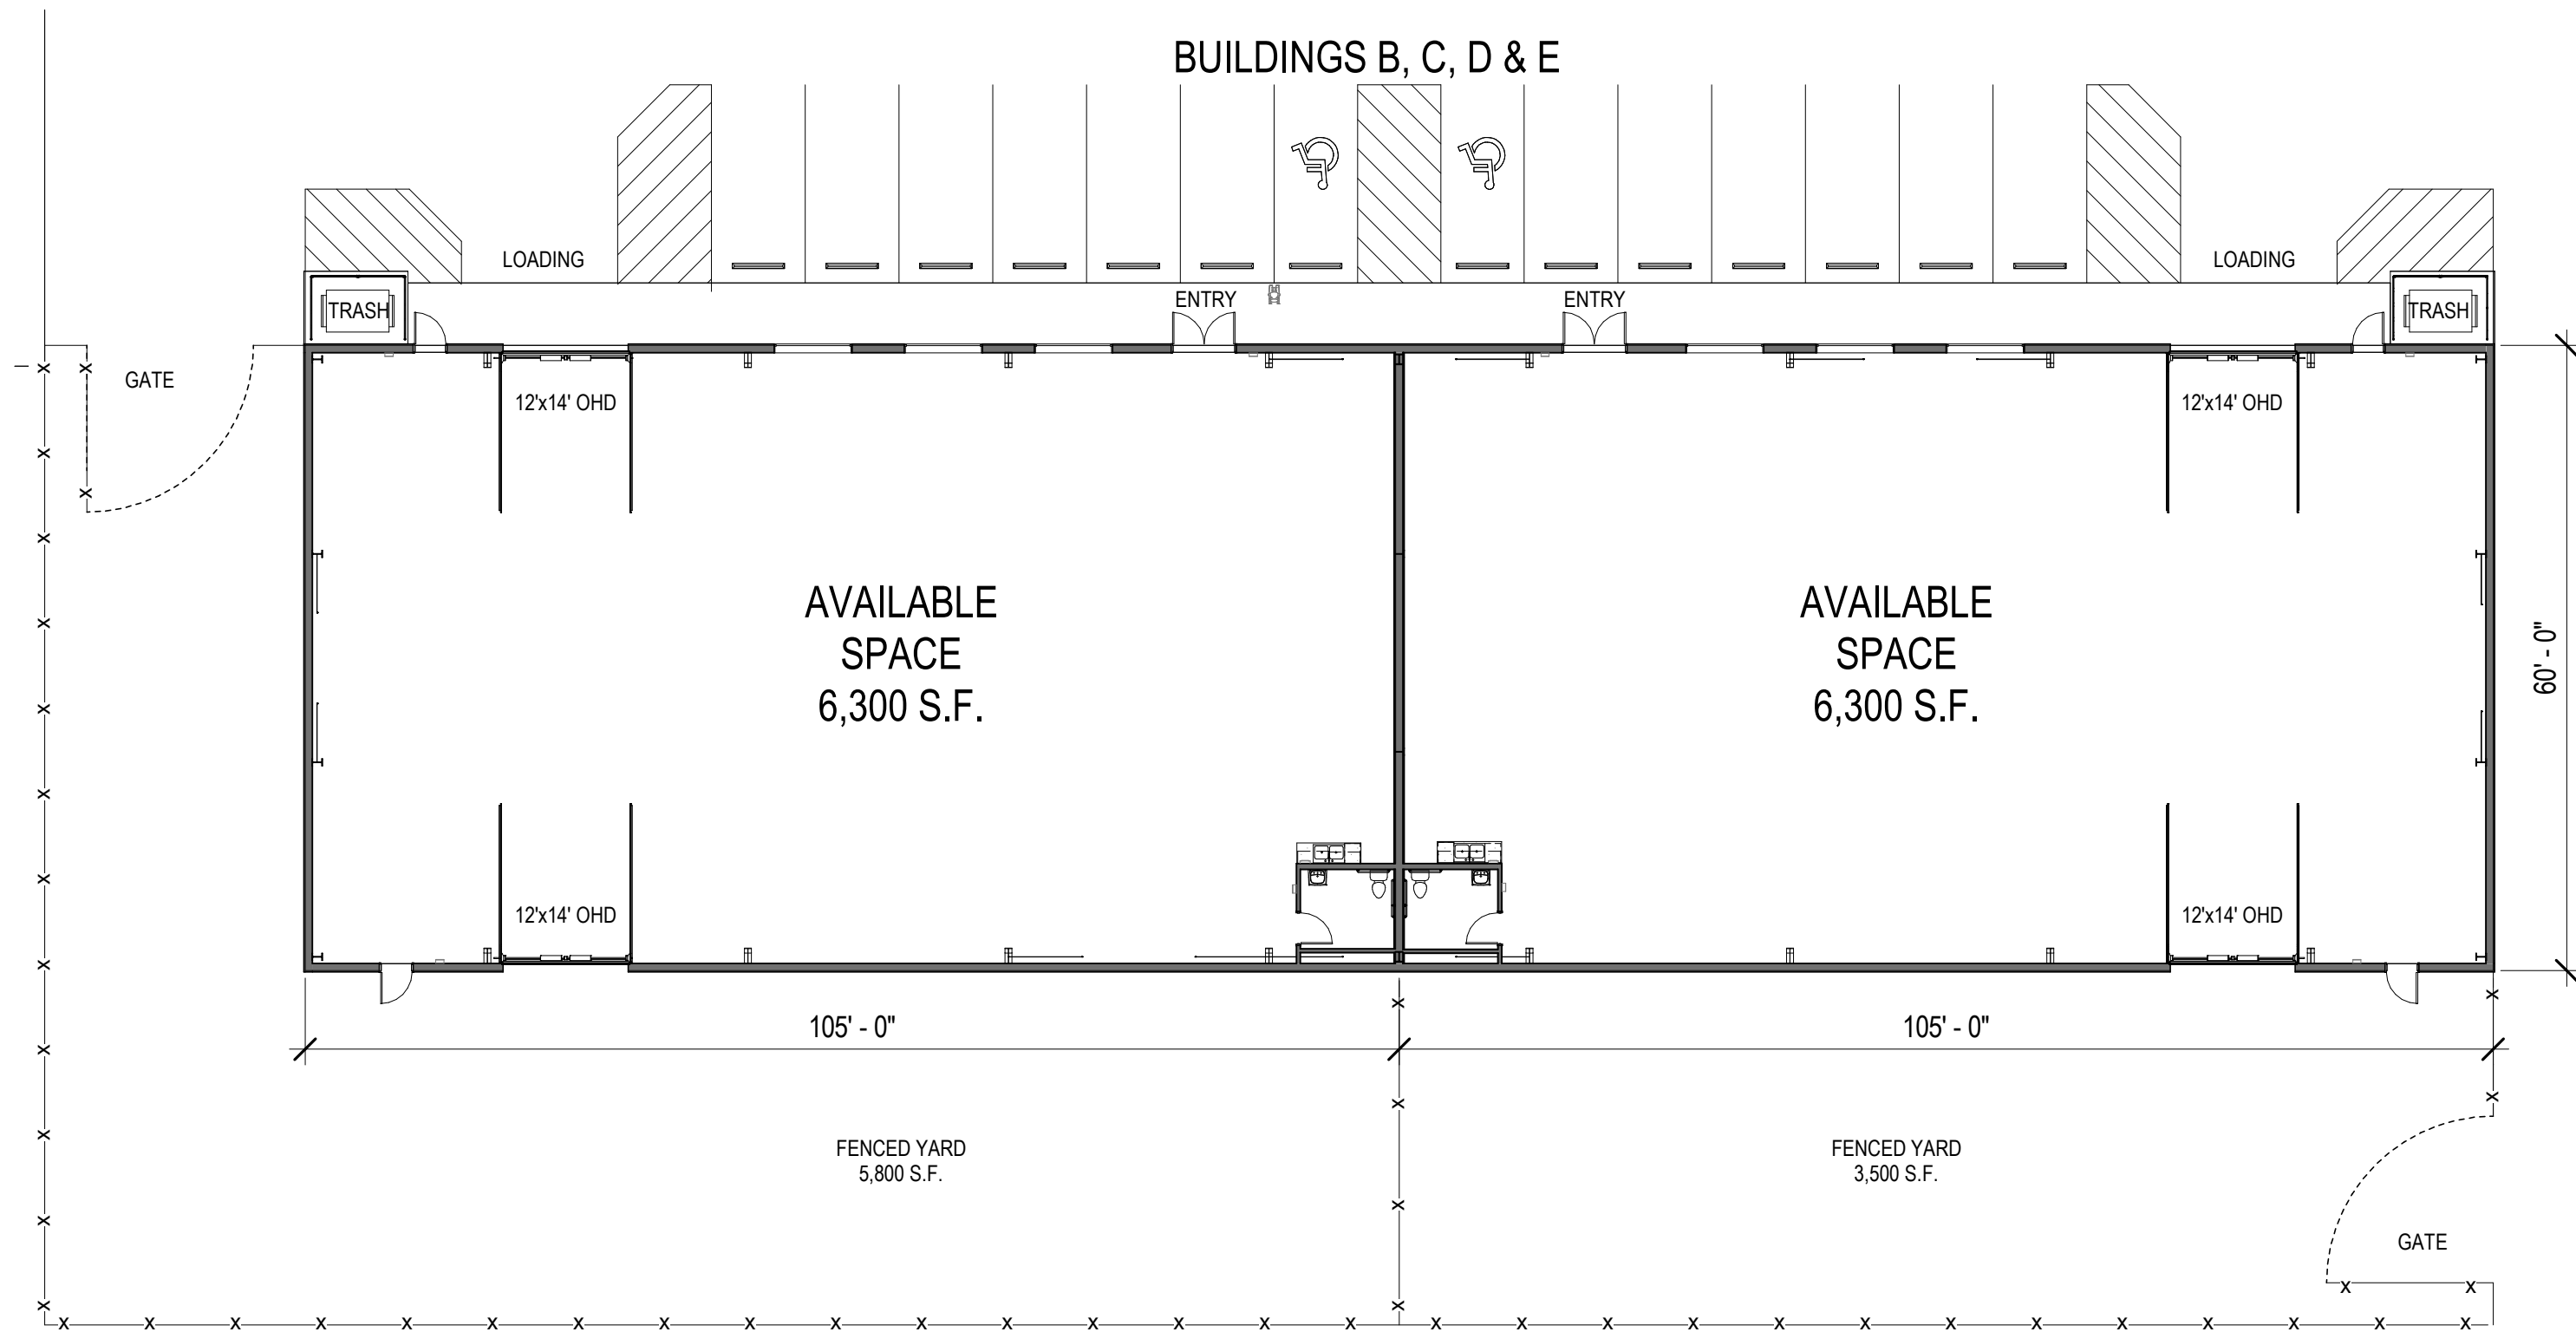 BUILDINGS B, C, D & E
LOADING
LOADING
TRASH
ENTRY
ENTRY
TRASH
GATE
12'x14' OHD
12'x14' OHD
AVAILABLE
SPACE
6,300 S.F.
AVAILABLE
SPACE
6,300 S.F.
60' - 0"
12'x14' OHD
12'x14' OHD
105' - 0"
105' - 0"
FENCED YARD
5,800 S.F.
FENCED YARD
3,500 S.F.
GATE